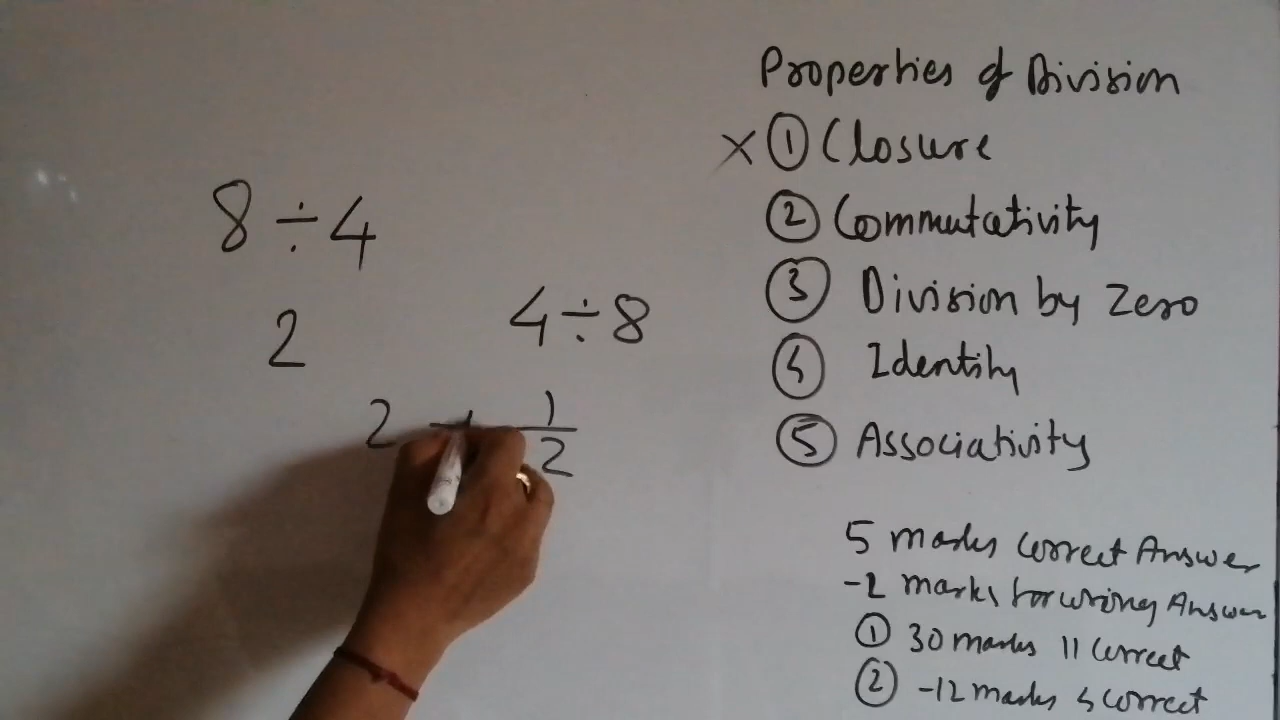 8 ÷ 4
2
4 ÷ 8
2
1
2
Properties of Division
× ① Closure
② Commutativity
③ Division by Zero
④ Identity
⑤ Associativity
5 marks correct Answer
-2 marks for wrong Answer
① 30 marks 11 correct
② -12 marks 4 correct